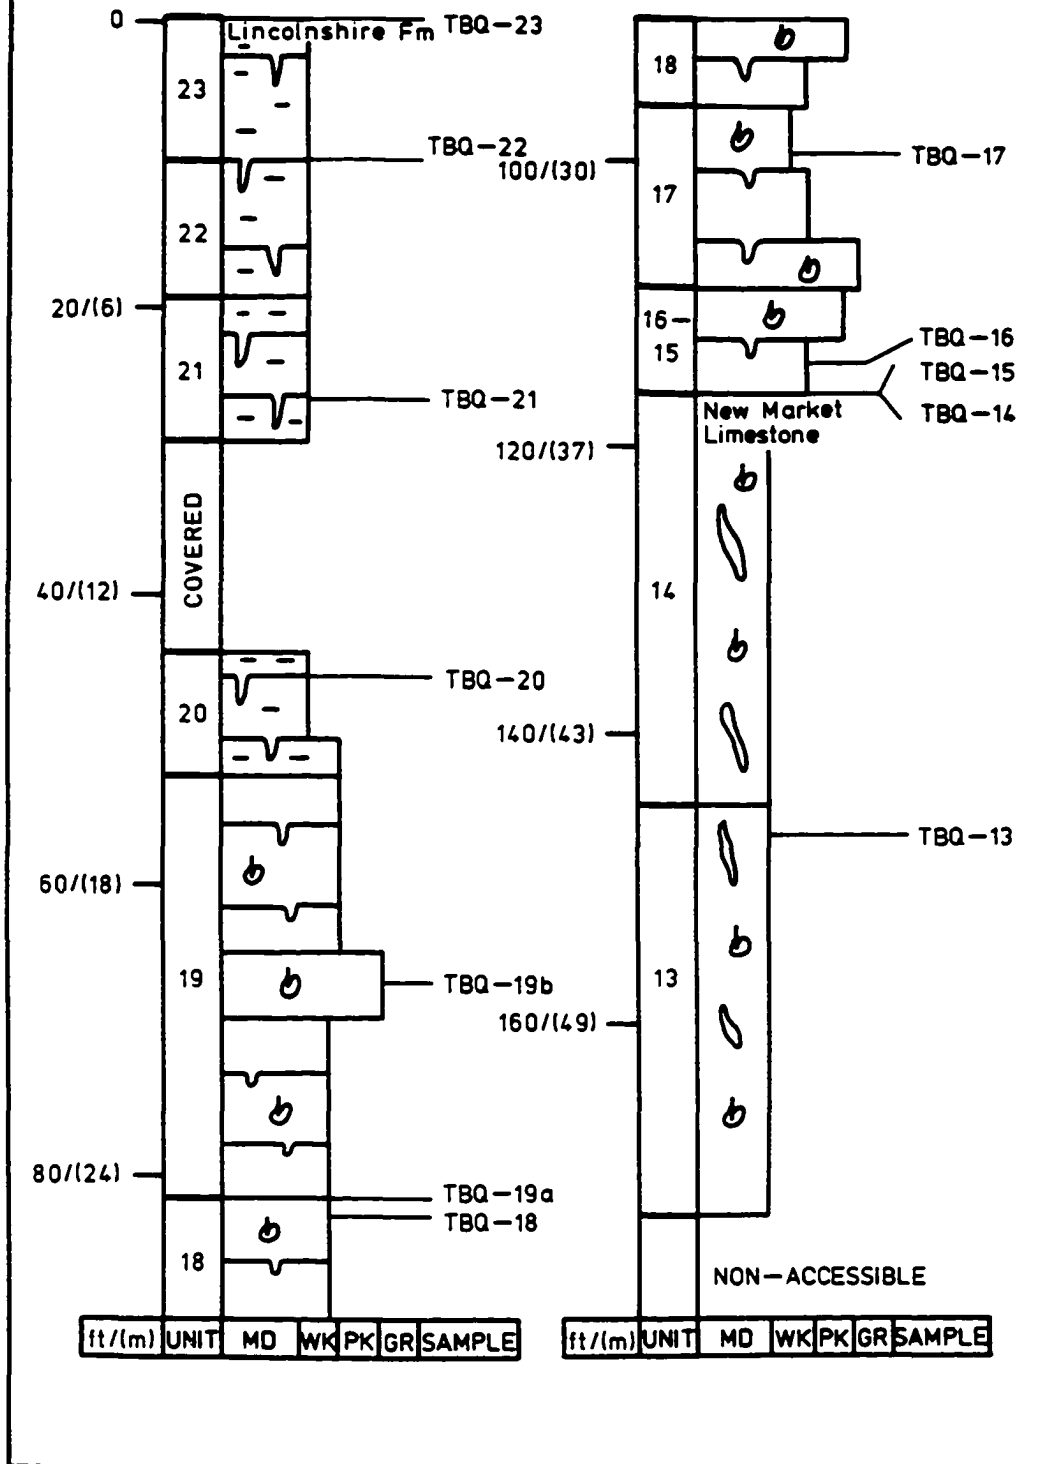 0
Lincolnshire Fm
TBQ-23
23
TBQ-22
22
20/(6)
21
TBQ-21
COVERED
40/(12)
20
TBQ-20
60/(18)
19
TBQ-19b
80/(24)
TBQ-19a
TBQ-18
18
ft/(m) UNIT MD WK PK GR SAMPLE
18
100/(30)
TBQ-17
17
16-
15
TBQ-16
TBQ-15
TBQ-14
New Market
Limestone
120/(37)
14
140/(43)
TBQ-13
13
160/(49)
NON-ACCESSIBLE
ft/(m) UNIT MD WK PK GR SAMPLE